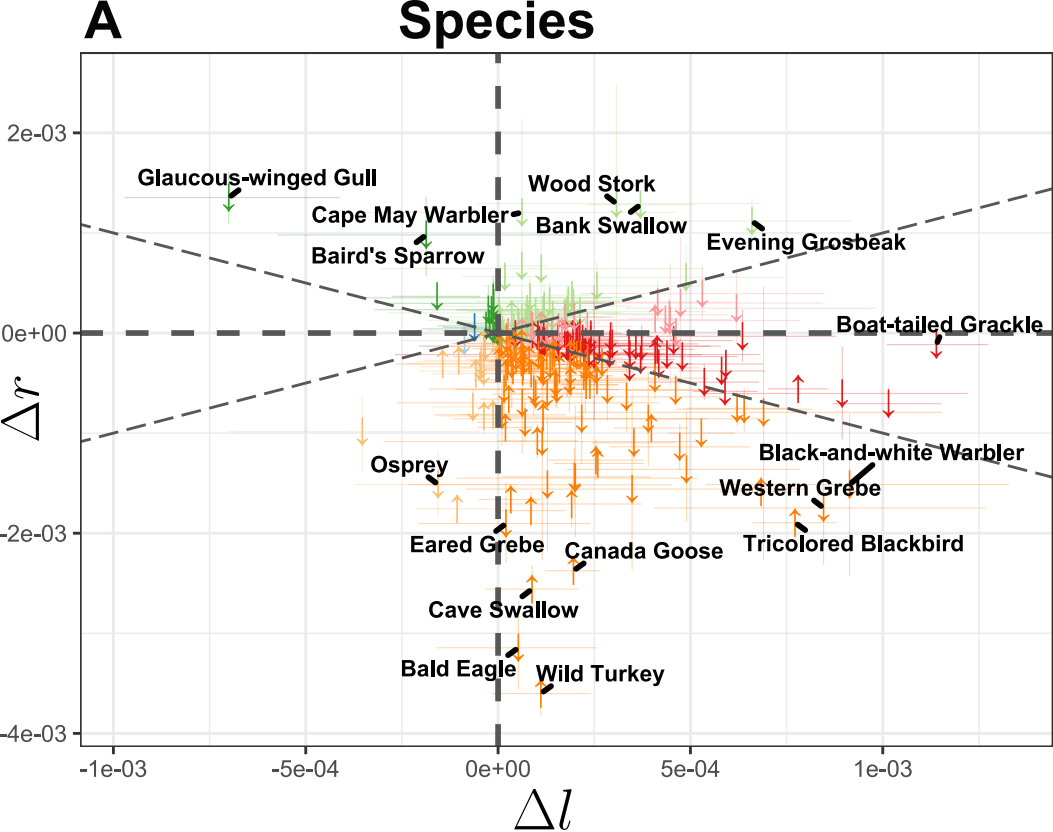 A Species
2e-03
Glaucous-winged Gull
Wood Stork
Cape May Warbler
Bank Swallow
Evening Grosbeak
Baird's Sparrow
Boat-tailed Grackle
0e+00
Δr
Black-and-white Warbler
Osprey
Western Grebe
-2e-03
Eared Grebe
Canada Goose
Tricolored Blackbird
Cave Swallow
Bald Eagle
Wild Turkey
-4e-03
-1e-03 -5e-04 0e+00 5e-04 1e-03
Δl